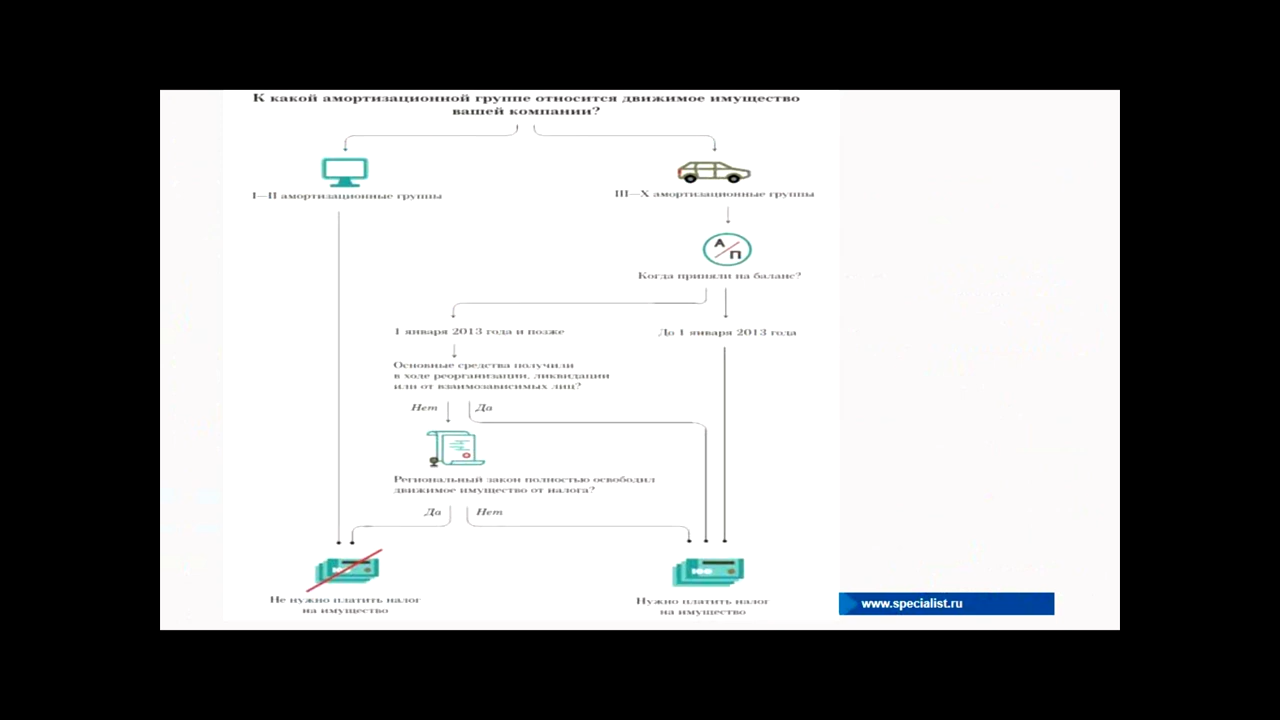 К какой амортизационной группе относится движимое имущество
вашей компании?
I—II амортизационные группы
III—X амортизационные группы
А
П
Когда приняли на баланс?
1 января 2013 года и позже
До 1 января 2013 года
Основные средства получили
в ходе реорганизации, ликвидации
или от взаимозависимых лиц?
Нет
Да
Региональный закон полностью освободил
движимое имущество от налога?
Да
Нет
100
Не нужно платить налог
на имущество
Нужно платить налог
на имущество
www.specialist.ru